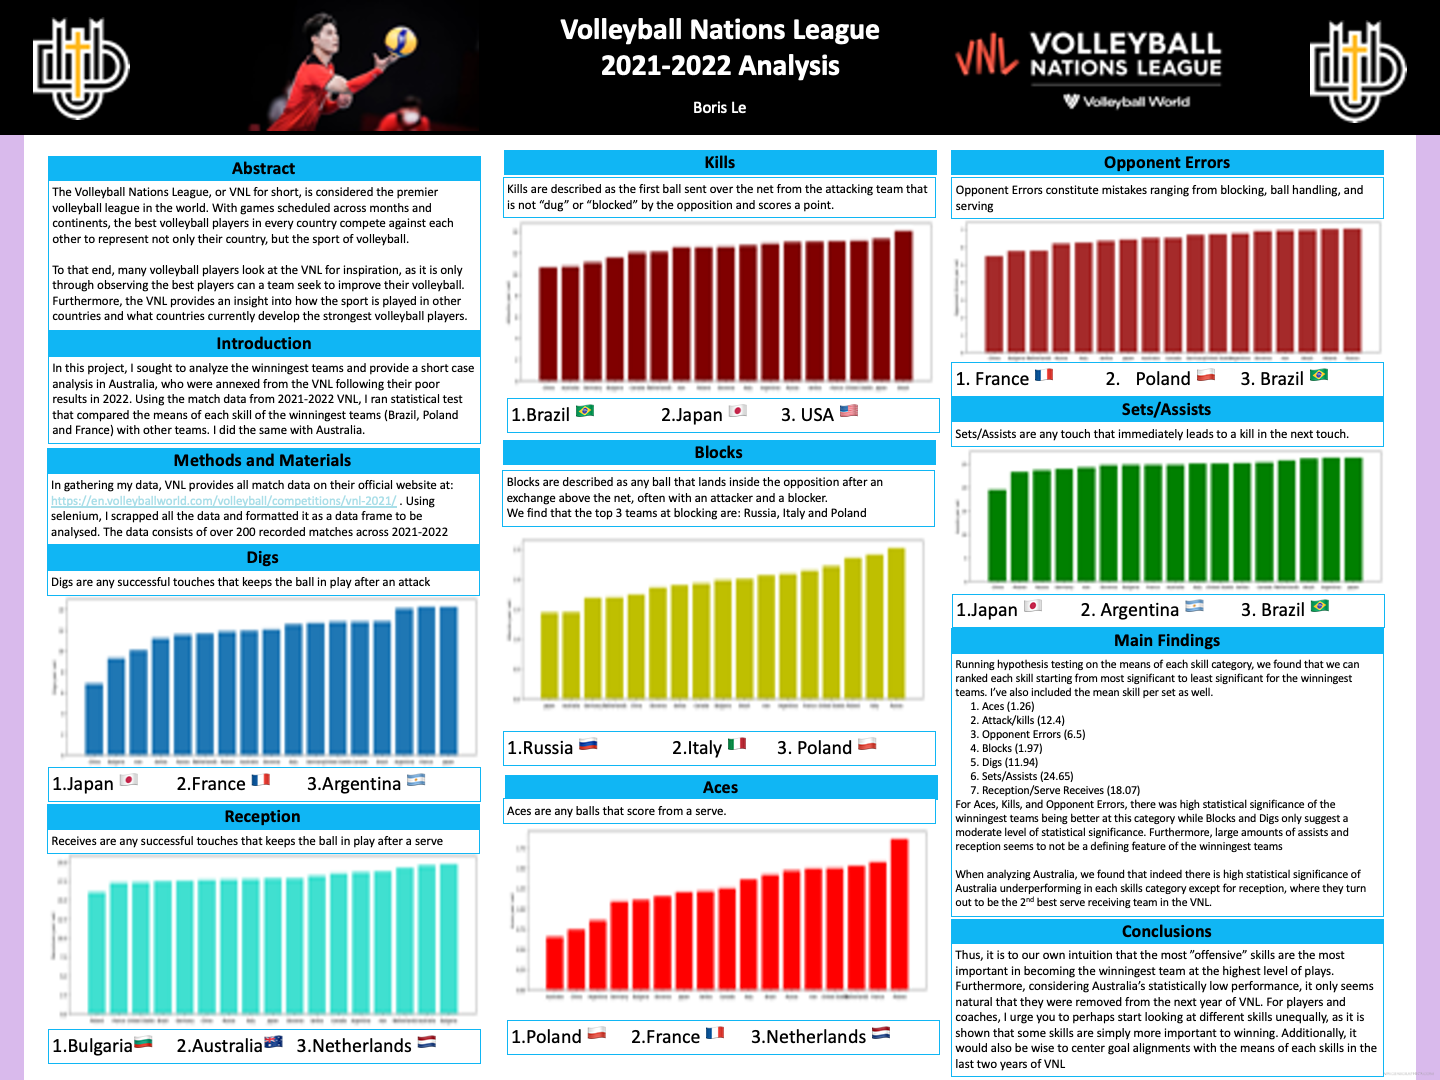 Volleyball Nations League
2021-2022 Analysis
Boris Le
VNL VOLLEYBALL
NATIONS LEAGUE
Volleyball World
Abstract
The Volleyball Nations League, or VNL for short, is considered the premier
volleyball league in the world. With games scheduled across months and
continents, the best volleyball players in every country compete against each
other to represent not only their country, but the sport of volleyball.
To that end, many volleyball players look at the VNL for inspiration, as it is only
through observing the best players can a team seek to improve their volleyball.
Furthermore, the VNL provides an insight into how the sport is played in other
countries and what countries currently develop the strongest volleyball players.
Introduction
In this project, I sought to analyze the winningest teams and provide a short case
analysis in Australia, who were annexed from the VNL following their poor
results in 2022. Using the match data from 2021-2022 VNL, I ran statistical test
that compared the means of each skill of the winningest teams (Brazil, Poland
and France) with other teams. I did the same with Australia.
Methods and Materials
In gathering my data, VNL provides all match data on their official website at:
https://en.volleyballworld.com/volleyball/competitions/vnl-2021/ . Using
selenium, I scrapped all the data and formatted it as a data frame to be
analysed. The data consists of over 200 recorded matches across 2021-2022
Digs
Digs are any successful touches that keeps the ball in play after an attack
1.Japan 2.France 3.Argentina
Reception
Receives are any successful touches that keeps the ball in play after a serve
1.Bulgaria 2.Australia 3.Netherlands
Kills
Kills are described as the first ball sent over the net from the attacking team that
is not “dug” or “blocked” by the opposition and scores a point.
1.Brazil 2.Japan 3. USA
Blocks
Blocks are described as any ball that lands inside the opposition after an
exchange above the net, often with an attacker and a blocker.
We find that the top 3 teams at blocking are: Russia, Italy and Poland
1.Russia 2.Italy 3. Poland
Aces
Aces are any balls that score from a serve.
1.Poland 2.France 3.Netherlands
Opponent Errors
Opponent Errors constitute mistakes ranging from blocking, ball handling, and
serving
1. France 2. Poland 3. Brazil
Sets/Assists
Sets/Assists are any touch that immediately leads to a kill in the next touch.
1.Japan 2. Argentina 3. Brazil
Main Findings
Running hypothesis testing on the means of each skill category, we found that we can
ranked each skill starting from most significant to least significant for the winningest
teams. I’ve also included the mean skill per set as well.
1. Aces (1.26)
2. Attack/kills (12.4)
3. Opponent Errors (6.5)
4. Blocks (1.97)
5. Digs (11.94)
6. Sets/Assists (24.65)
7. Reception/Serve Receives (18.07)
For Aces, Kills, and Opponent Errors, there was high statistical significance of the
winningest teams being better at this category while Blocks and Digs only suggest a
moderate level of statistical significance. Furthermore, large amounts of assists and
reception seems to not be a defining feature of the winningest teams
When analyzing Australia, we found that indeed there is high statistical significance of
Australia underperforming in each skills category except for reception, where they turn
out to be the 2nd best serve receiving team in the VNL.
Conclusions
Thus, it is to our own intuition that the most ”offensive” skills are the most
important in becoming the winningest team at the highest level of plays.
Furthermore, considering Australia’s statistically low performance, it only seems
natural that they were removed from the next year of VNL. For players and
coaches, I urge you to perhaps start looking at different skills unequally, as it is
shown that some skills are simply more important to winning. Additionally, it
would also be wise to center goal alignments with the means of each skills in the
last two years of VNL